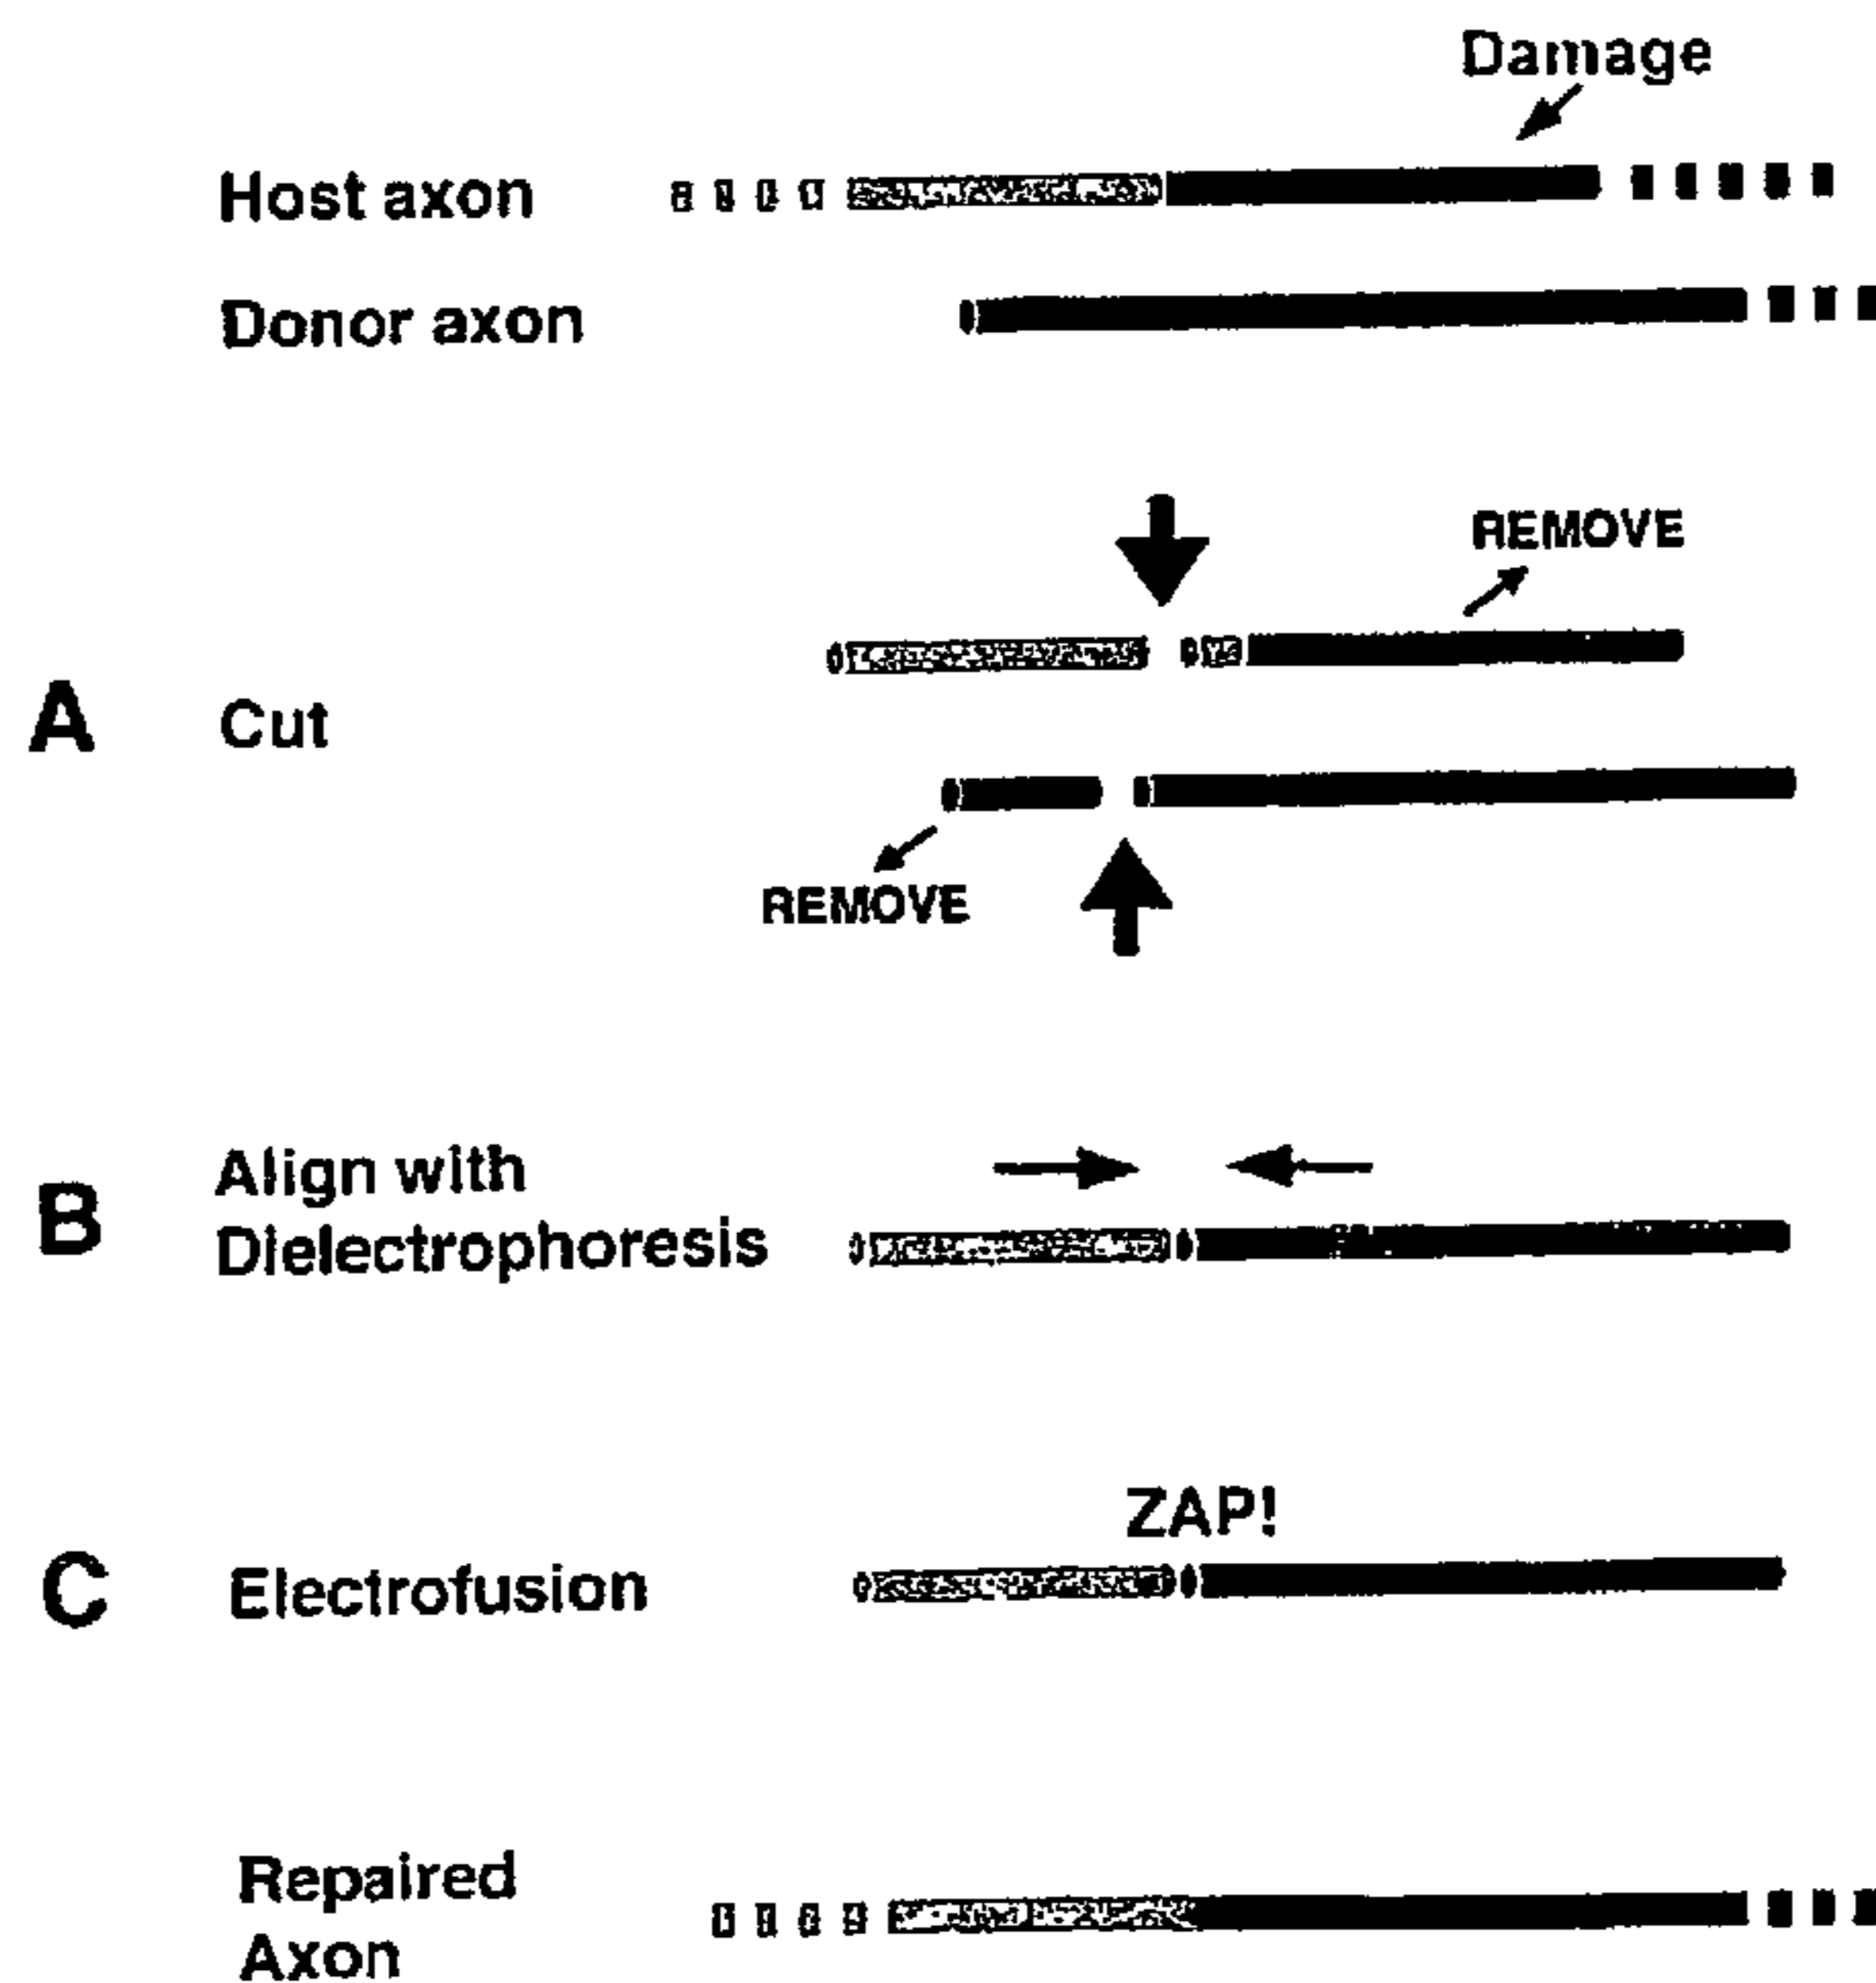 Damage
Host axon
Donor axon
REMOVE
A
Cut
REMOVE
B
Align with
Dielectrophoresis
ZAP!
C
Electrofusion
Repaired
Axon